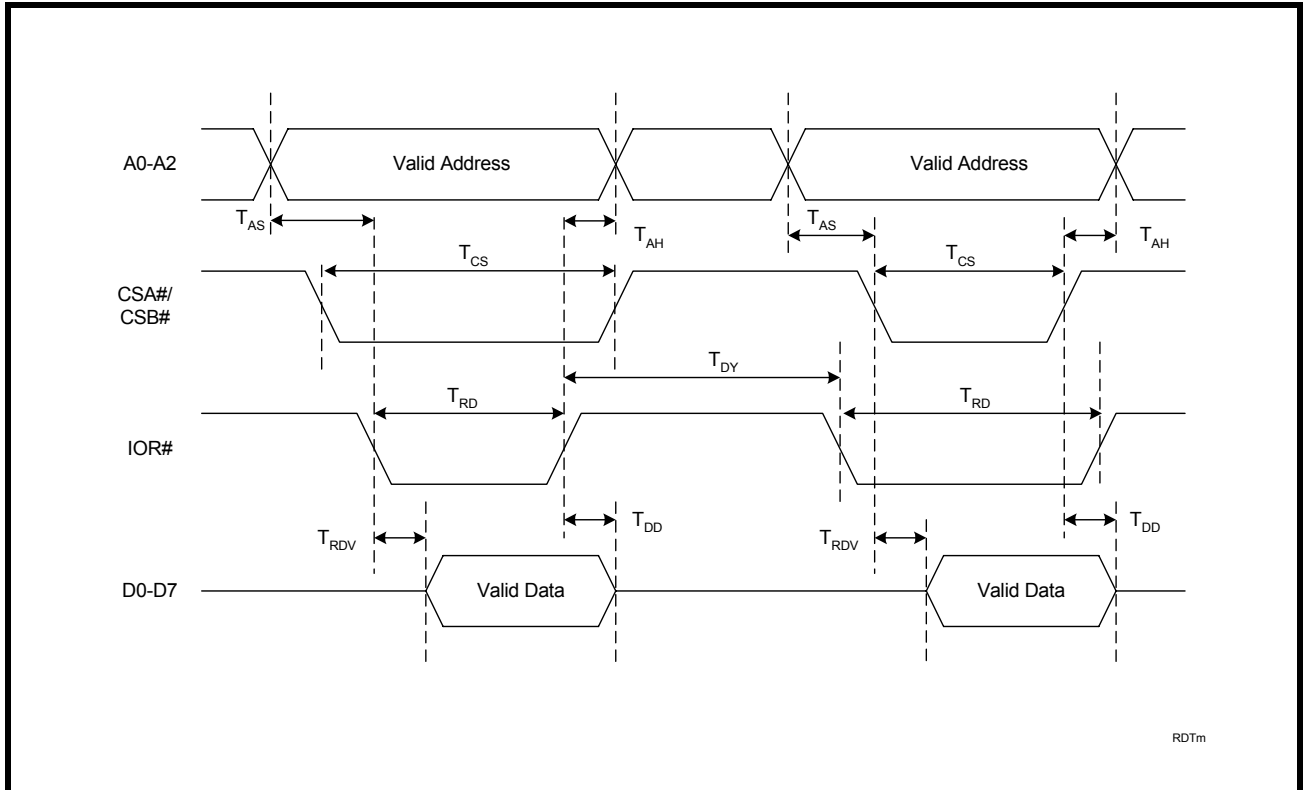 A0-A2
Valid Address
Valid Address
TAS
TAH
TAS
TAH
TCS
TCS
CSA#/
CSB#
TDY
TRD
TRD
IOR#
TRDV
TDD
TRDV
TDD
D0-D7
Valid Data
Valid Data
RDTm